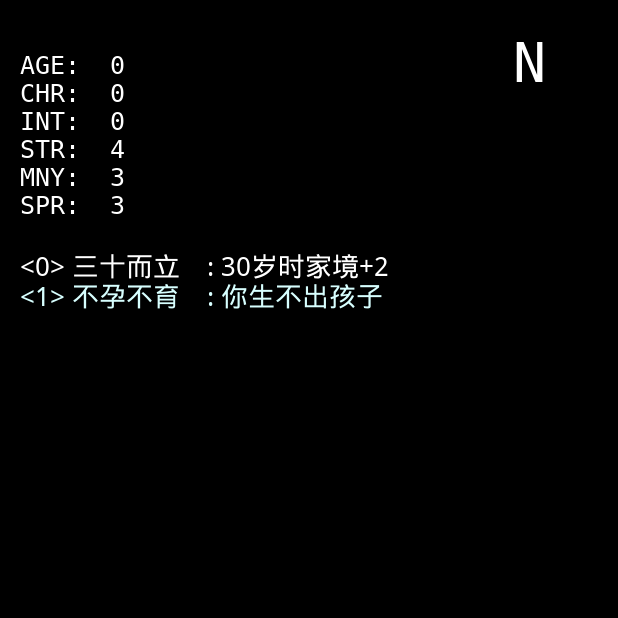 N
AGE: 0
CHR: 0
INT: 0
STR: 4
MNY: 3
SPR: 3
<0> 三十而立 : 30岁时家境+2
<1> 不孕不育 : 你生不出孩子